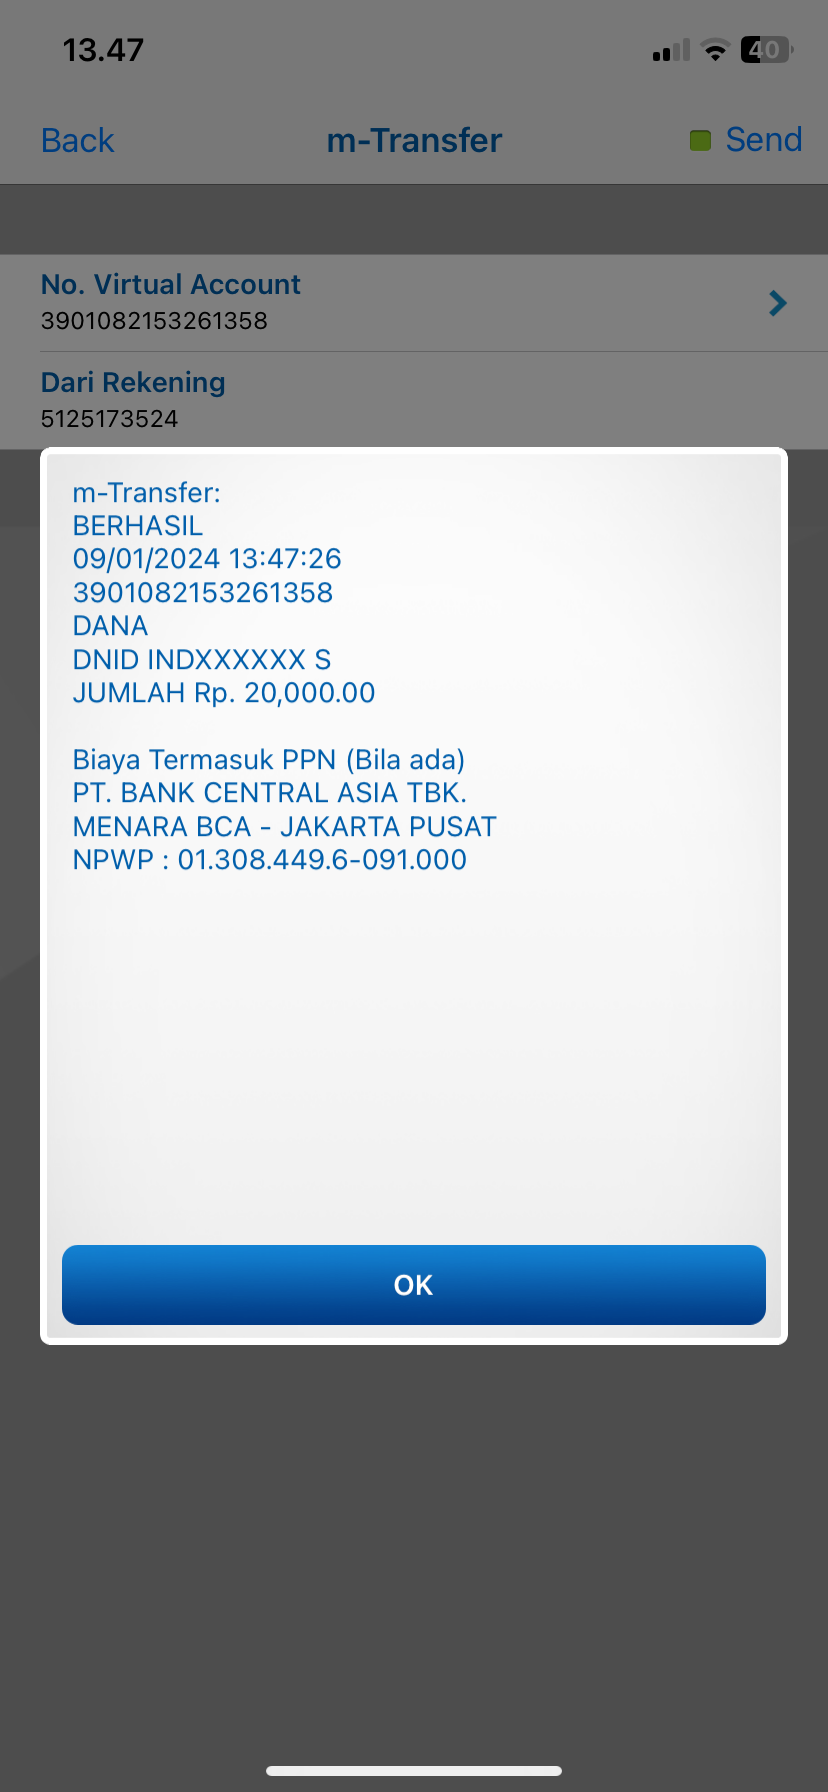 13.47
40
Back
m-Transfer
Send
No. Virtual Account
3901082153261358
Dari Rekening
5125173524
m-Transfer:
BERHASIL
09/01/2024 13:47:26
3901082153261358
DANA
DNID INDXXXXXX S
JUMLAH Rp. 20,000.00
Biaya Termasuk PPN (Bila ada)
PT. BANK CENTRAL ASIA TBK.
MENARA BCA - JAKARTA PUSAT
NPWP : 01.308.449.6-091.000
OK